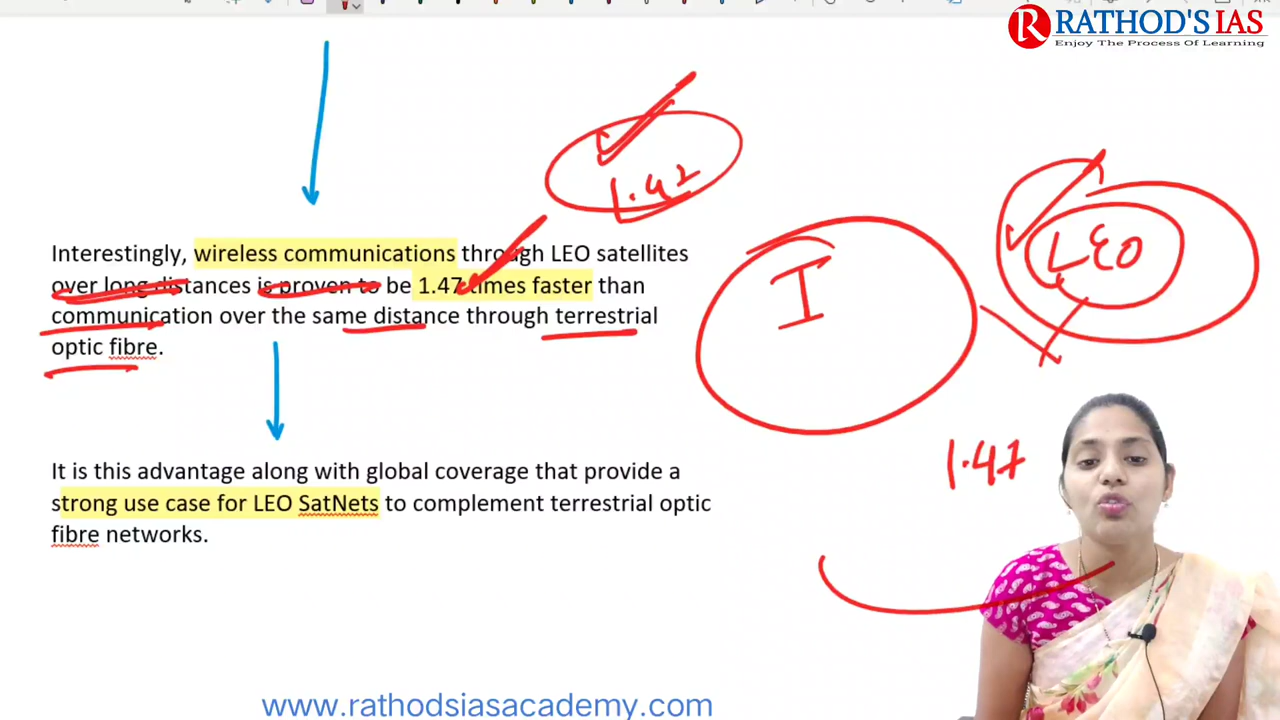 RATHOD'S IAS
Enjoy The Process Of Learning
1.42
Interestingly, wireless communications through LEO satellites
over long distances is proven to be 1.47 times faster than
communication over the same distance through terrestrial
optic fibre.
I
LEO
1.47
It is this advantage along with global coverage that provide a
strong use case for LEO SatNets to complement terrestrial optic
fibre networks.
www.rathodsiasacademy.com